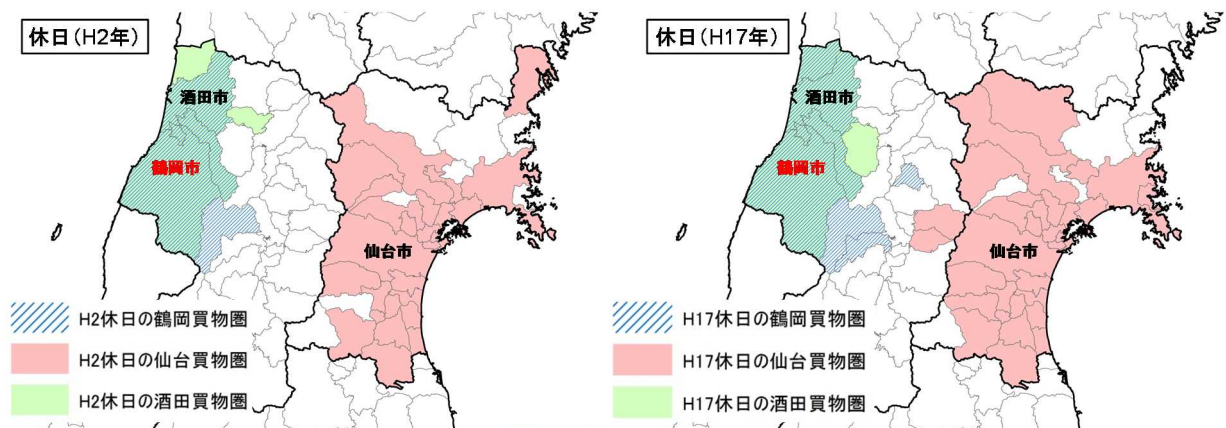 休日(H2年)
酒田市
鶴岡市
仙台市
H2休日の鶴岡買物圏
H2休日の仙台買物圏
H2休日の酒田買物圏
休日(H17年)
酒田市
鶴岡市
仙台市
H17休日の鶴岡買物圏
H17休日の仙台買物圏
H17休日の酒田買物圏